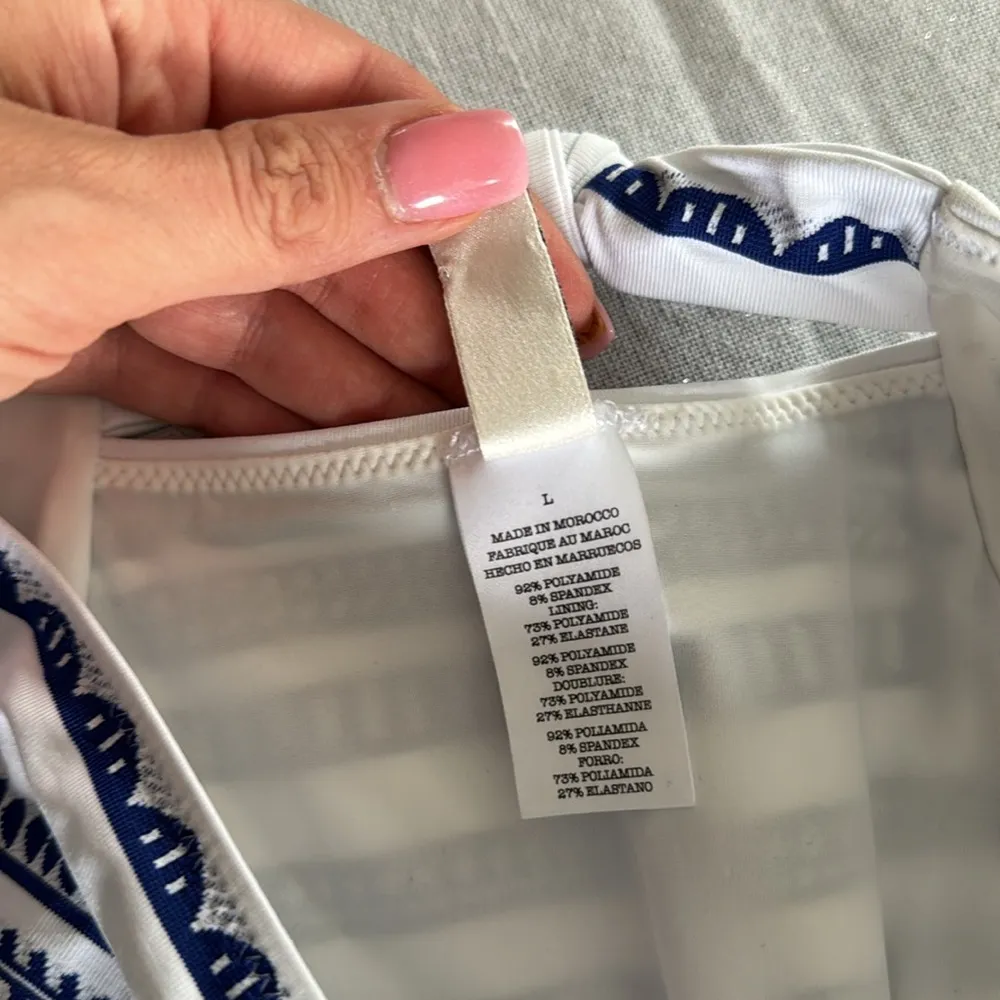 L
MADE IN MOROCCO
FABRIQUE AU MAROC
HECHO EN MARRUECOS
92% POLYAMIDE
8% SPANDEX
LINING:
73% POLYAMIDE
27% ELASTANE
92% POLYAMIDE
8% SPANDEX
DOUBLURE:
73% POLYAMIDE
27% ELASTHANNE
92% POLIAMIDA
8% SPANDEX
FORRO:
73% POLIAMIDA
27% ELASTANO